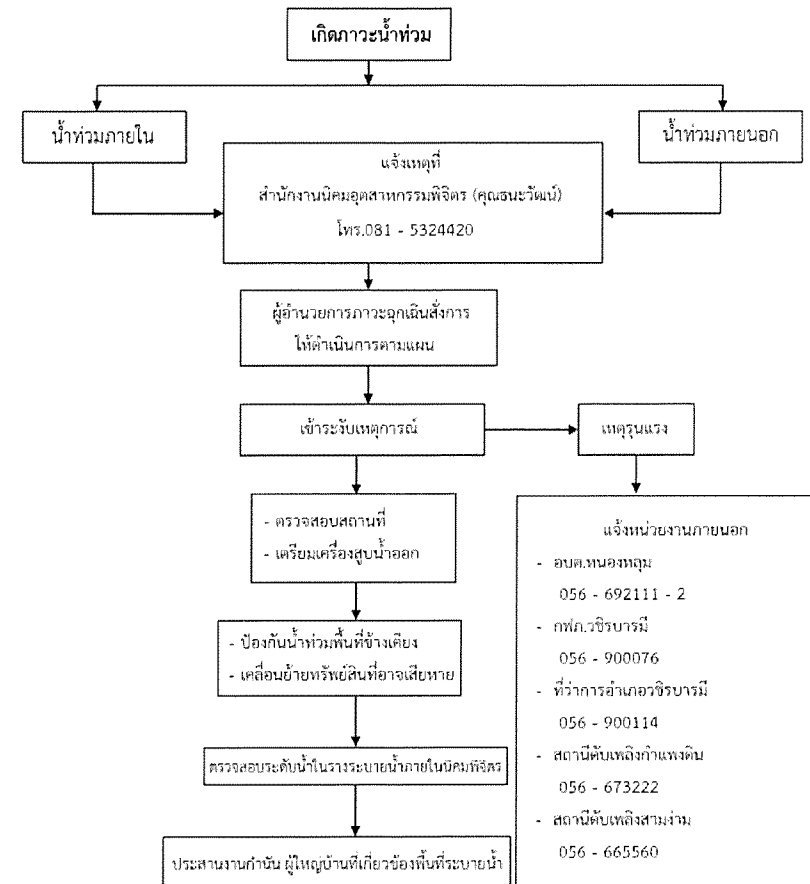 เกิดภาวะน้ำท่วม
น้ำท่วมภายใน
น้ำท่วมภายนอก
แจ้งเหตุที่
สำนักงานนิคมอุตสาหกรรมพิจิตร (คุณธนะวัฒน์)
โทร.081 - 5324420
ผู้อำนวยการภาวะฉุกเฉินสั่งการ
ให้ดำเนินการตามแผน
เข้าระงับเหตุการณ์
เหตุรุนแรง
- ตรวจสอบสถานที่
- เตรียมเครื่องสูบน้ำออก
- ป้องกันน้ำท่วมพื้นที่ข้างเคียง
- เคลื่อนย้ายทรัพย์สินที่อาจเสียหาย
ตรวจสอบระดับน้ำในรางระบายน้ำภายในนิคมพิจิตร
ประสานงานกำนัน ผู้ใหญ่บ้านที่เกี่ยวข้องพื้นที่ระบายน้ำ
แจ้งหน่วยงานภายนอก
- อบต.หนองหลุม
056 - 692111 - 2
- กฟภ.วชิรบารมี
056 - 900076
- ที่ว่าการอำเภอวชิรบารมี
056 - 900114
- สถานีดับเพลิงกำแพงดิน
056 - 673222
- สถานีดับเพลิงสามง่าม
056 - 665560